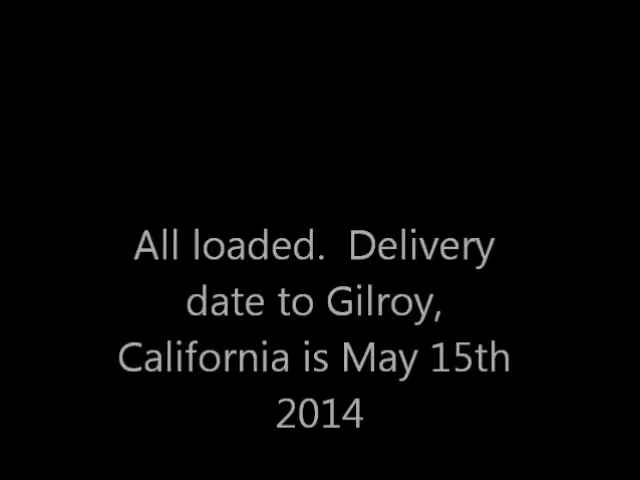 All loaded.  Delivery
date to Gilroy,
California is May 15th
2014